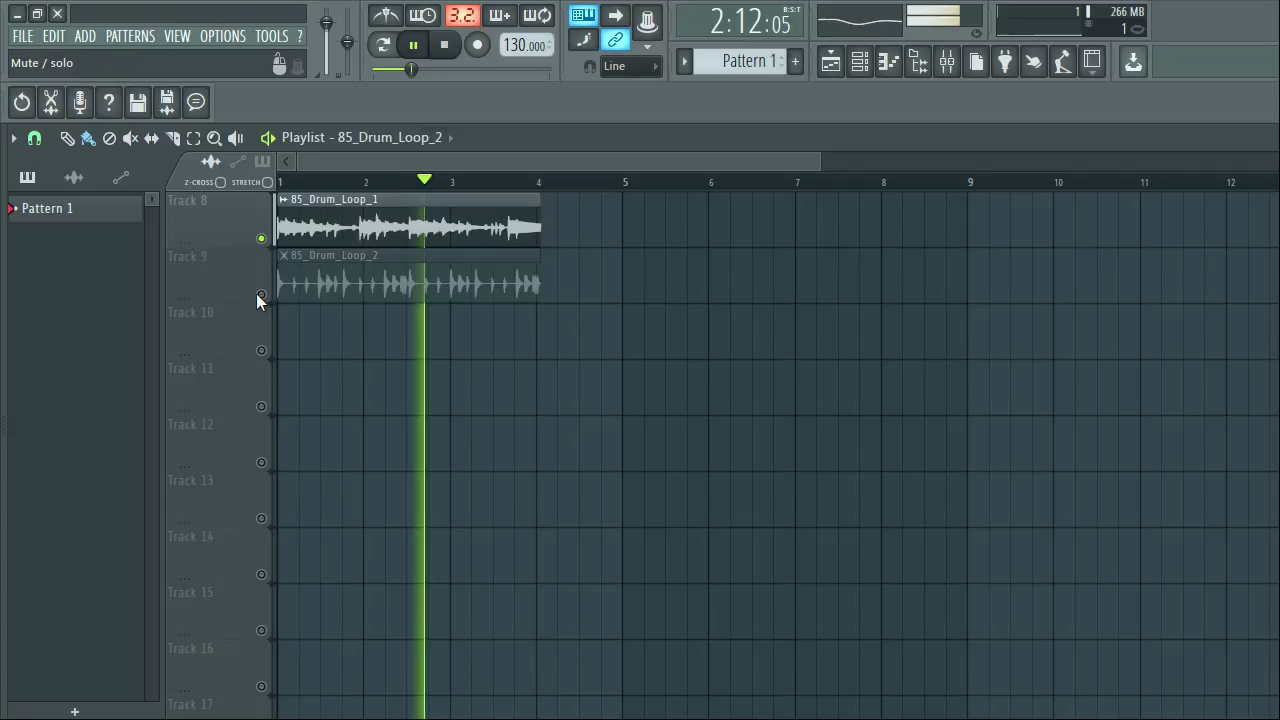 3.2.
2:12:05
B:S:T
1
266 MB
1
FILE EDIT ADD PATTERNS VIEW OPTIONS TOOLS ?
130.000
Mute / solo
Line
Pattern 1
+
?
Playlist - 85_Drum_Loop_2
Z-CROSS
STRETCH
1 2 3 4 5 6 7 8 9 10 11 12
Pattern 1
Track 8
85_Drum_Loop_1
...
Track 9
85_Drum_Loop_2
...
Track 10
...
Track 11
...
Track 12
...
Track 13
...
Track 14
...
Track 15
...
Track 16
...
Track 17
+